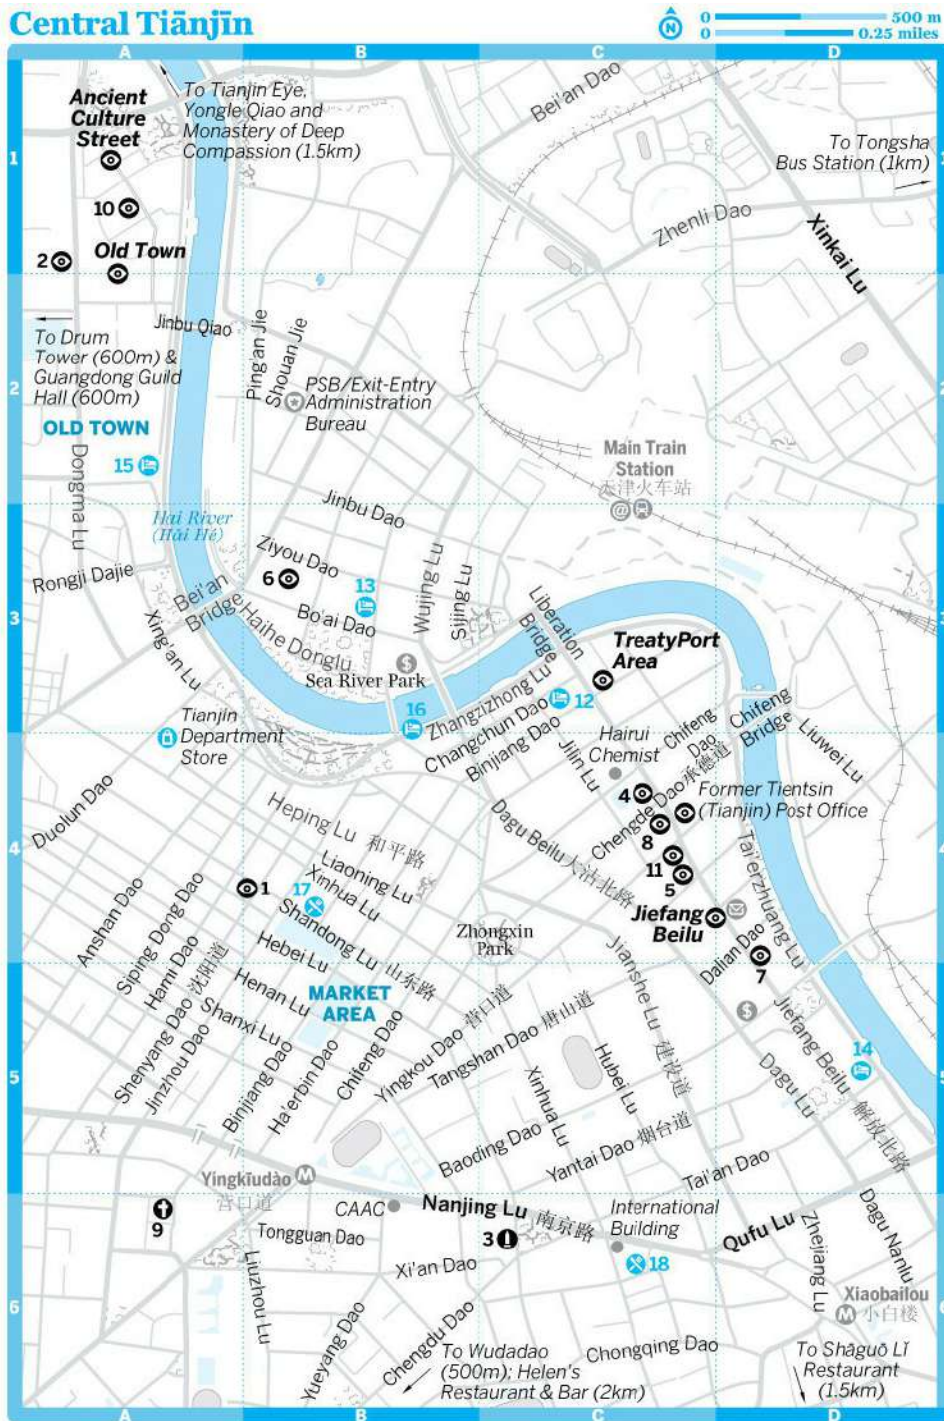 Central Tiānjīn
N
0 500 m
0 0.25 miles
A B C D
Ancient
Culture
Street
To Tianjin Eye,
Yongle Qiao and
Monastery of Deep
Compassion (1.5km)
Bei'an Dao
To Tongsha
Bus Station (1km)
1
10
Zhenli Dao
Xinkai Lu
2
Old Town
Jinbu Qiao
Ping'an Jie
Shouan Jie
To Drum
Tower (600m) &
Guangdong Guild
Hall (600m)
2
PSB/Exit-Entry
Administration
Bureau
OLD TOWN
15
Dongma Lu
Main Train
Station
天津火车站
@
Jinbu Dao
Hai River
(Hǎi Hé)
Ziyou Dao
6
13
Rongji Dajie
Bei'an
Bridge
Bo'ai Dao
Wujing Lu
Sijing Lu
Liberation
Bridge
3
Haihe Donglu
Xing'an Lu
$
Sea River Park
TreatyPort
Area
16
Zhangzizhong Lu
12
Changchun Dao
Binjiang Dao
Tianjin
Department
Store
Jilin Lu
Hairui
Chemist
Chifeng
Dao
Chifeng
Bridge
Liuwei Lu
承德道
Chengde Dao
4
Former Tientsin
(Tianjin) Post Office
8
Duolun Dao
Heping Lu 和平路
Dagu Beilu 大沽北路
4
11
5
Tai'erzhuang Lu
Liaoning Lu
Xinhua Lu
1
17
Anshan Dao
Siping Dong Dao
Hami Dao
Shandong Lu 山东路
Hebei Lu
Zhongxin
Park
Jiefang
Beilu
Dalian Dao
7
Jianshe Lu 建设道
Shenyang Dao 沈阳道
Henan Lu
Shanxi Lu
MARKET
AREA
Jinzhou Dao
Binjiang Dao
Ha'erbin Dao
Chifeng Dao
Yingkou Dao 营口道
Tangshan Dao 唐山道
$
Jiefang Beilu 解放北路
14
5
Xinhua Lu
Hubei Lu
Dagu Lu
Baoding Dao
Yantai Dao 烟台道
Tai'an Dao
Yingkīudào
营口道
M
CAAC
Nanjing Lu 南京路
International
Building
Qufu Lu
Zhejiang Lu
Dagu Nanlu
9
Tongguan Dao
3
18
Xi'an Dao
Liuzhou Lu
Xiaobailou
M 小白楼
6
Yueyang Dao
Chengdu Dao
To Wudadao
(500m); Helen's
Restaurant & Bar (2km)
Chongqing Dao
To Shāguō Lǐ
Restaurant
(1.5km)
A B C D